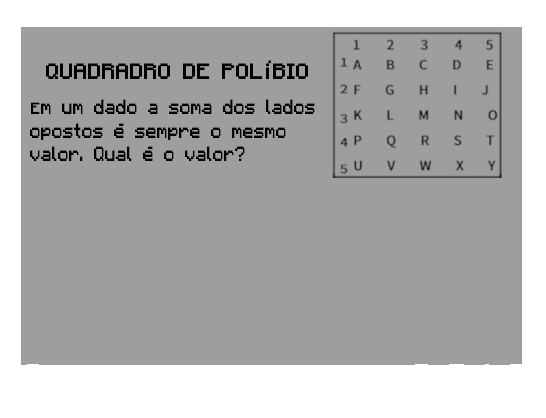 QUADRADRO DE POLÍBIO
Em um dado a soma dos lados
opostos é sempre o mesmo
valor. Qual é o valor?
1 2 3 4 5
1 A B C D E
2 F G H I J
3 K L M N O
4 P Q R S T
5 U V W X Y